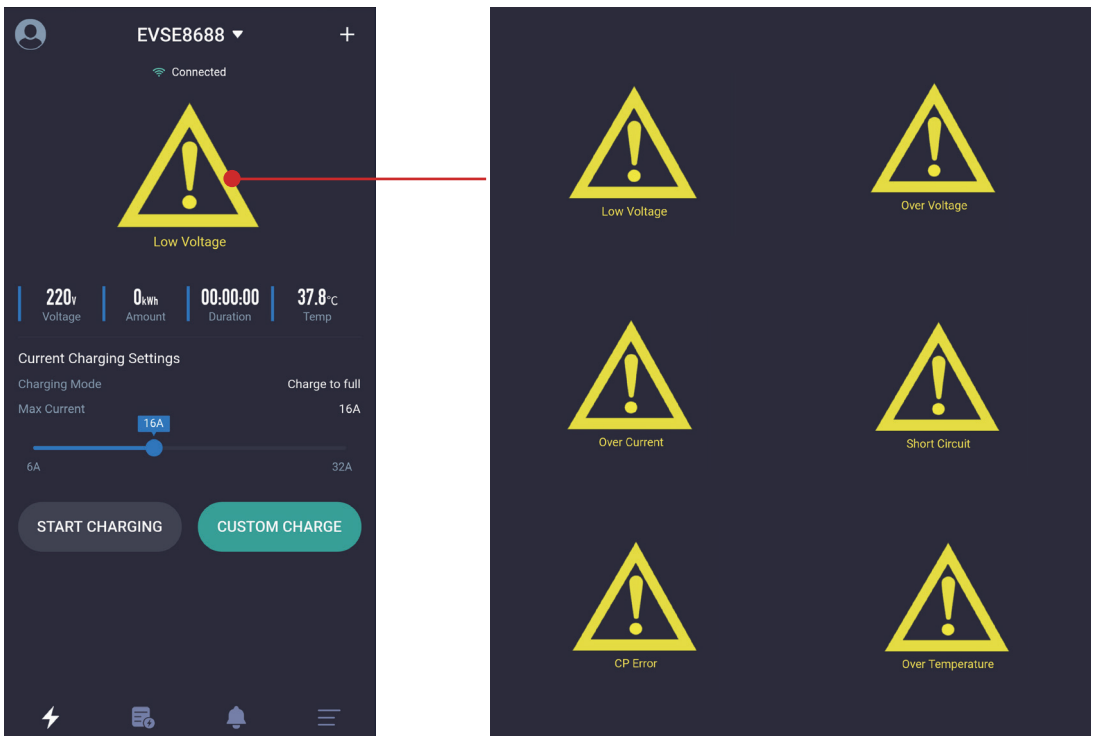 EVSE8688
Connected
Low Voltage
220V 0kWh 00:00:00 37.8°C
Voltage Amount Duration Temp
Current Charging Settings
Charging Mode Charge to full
Max Current 16A
16A
6A 32A
START CHARGING CUSTOM CHARGE
Low Voltage Over Voltage
Over Current Short Circuit
CP Error Over Temperature